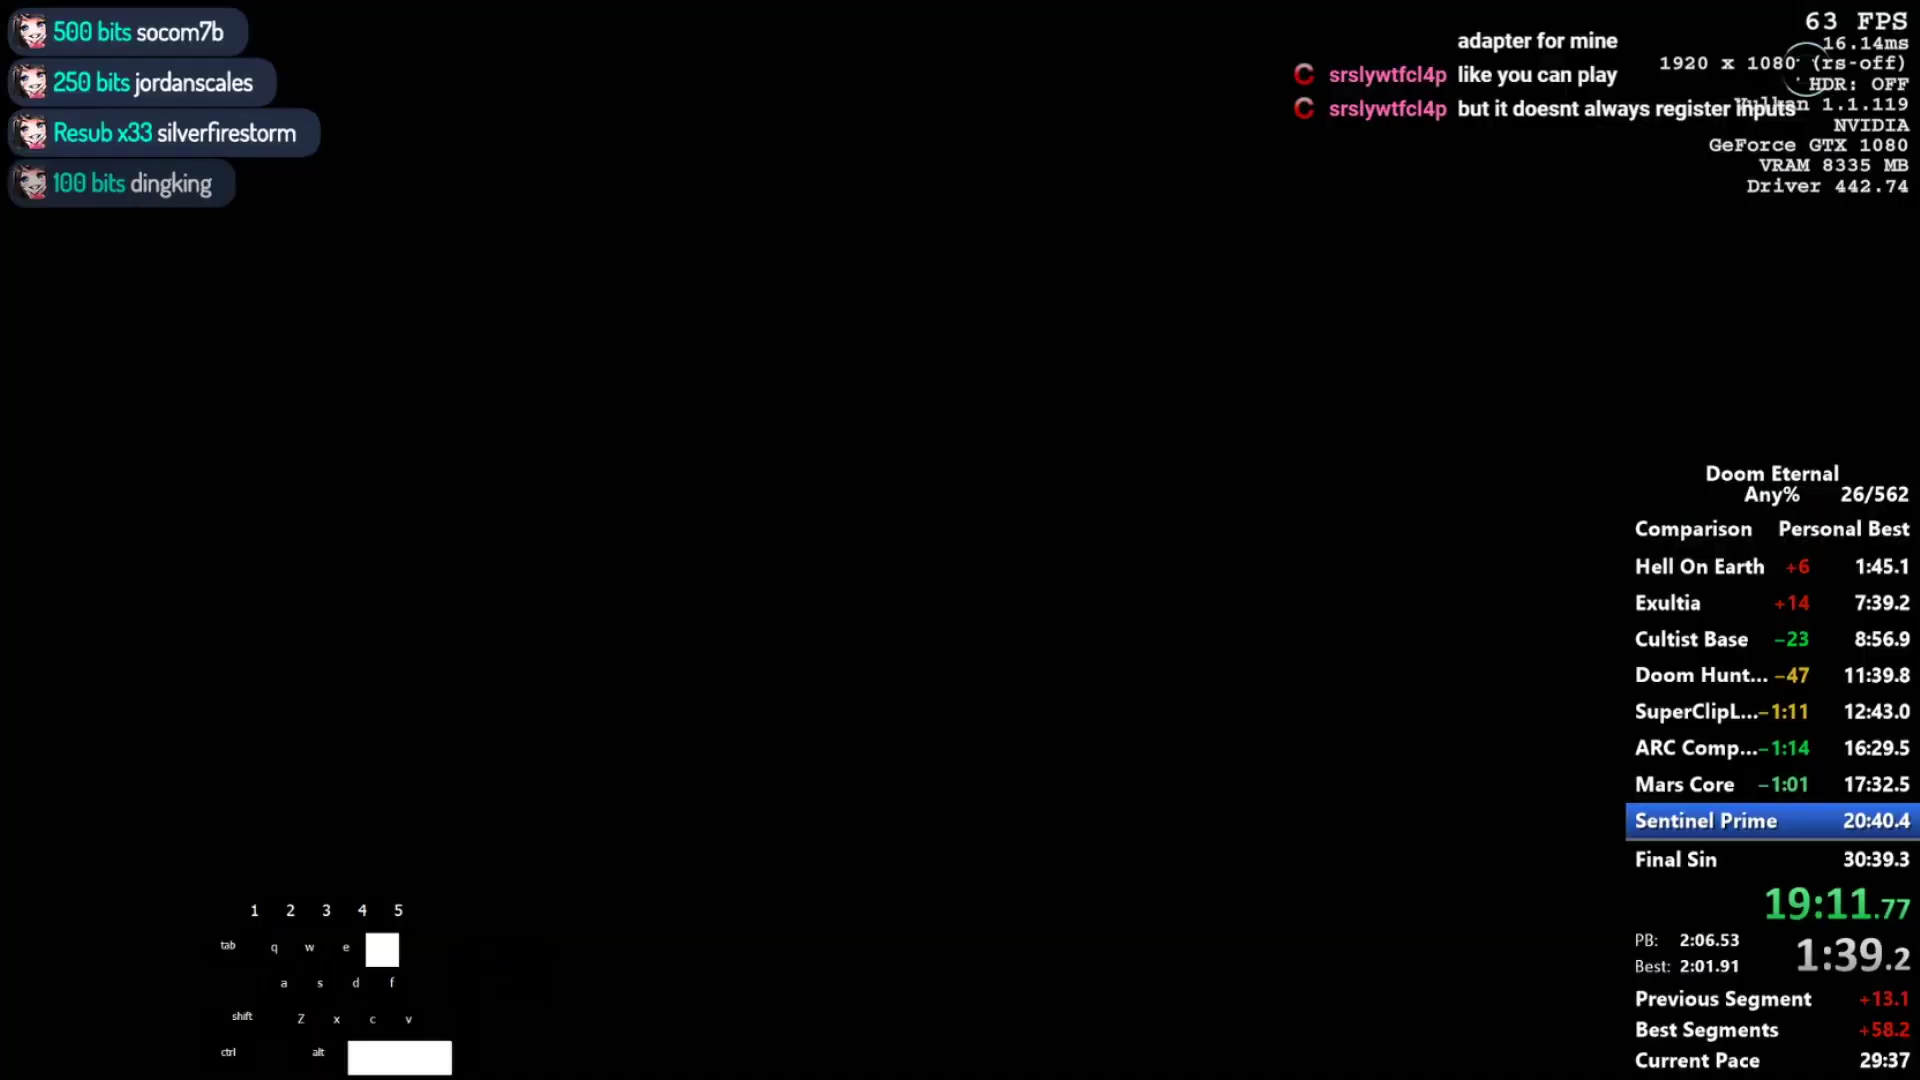 500 bits socom7b
250 bits jordanscales
Resub x33 silverfirestorm
100 bits dingking
adapter for mine
srslywtfcl4p like you can play
srslywtfcl4p but it doesnt always register inputs
63 FPS
16.14ms
1920 x 1080 (rs-off)
HDR: OFF
Vulkan 1.1.119
NVIDIA
GeForce GTX 1080
VRAM 8335 MB
Driver 442.74
Doom Eternal
Any% 26/562
Comparison Personal Best
Hell On Earth +6 1:45.1
Exultia +14 7:39.2
Cultist Base −23 8:56.9
Doom Hunt... −47 11:39.8
SuperClipL... −1:11 12:43.0
ARC Comp... −1:14 16:29.5
Mars Core −1:01 17:32.5
Sentinel Prime 20:40.4
Final Sin 30:39.3
19:11.77
PB: 2:06.53
Best: 2:01.91
1:39.2
Previous Segment +13.1
Best Segments +58.2
Current Pace 29:37
1 2 3 4 5
tab q w e
a s d f
shift Z x c v
ctrl alt